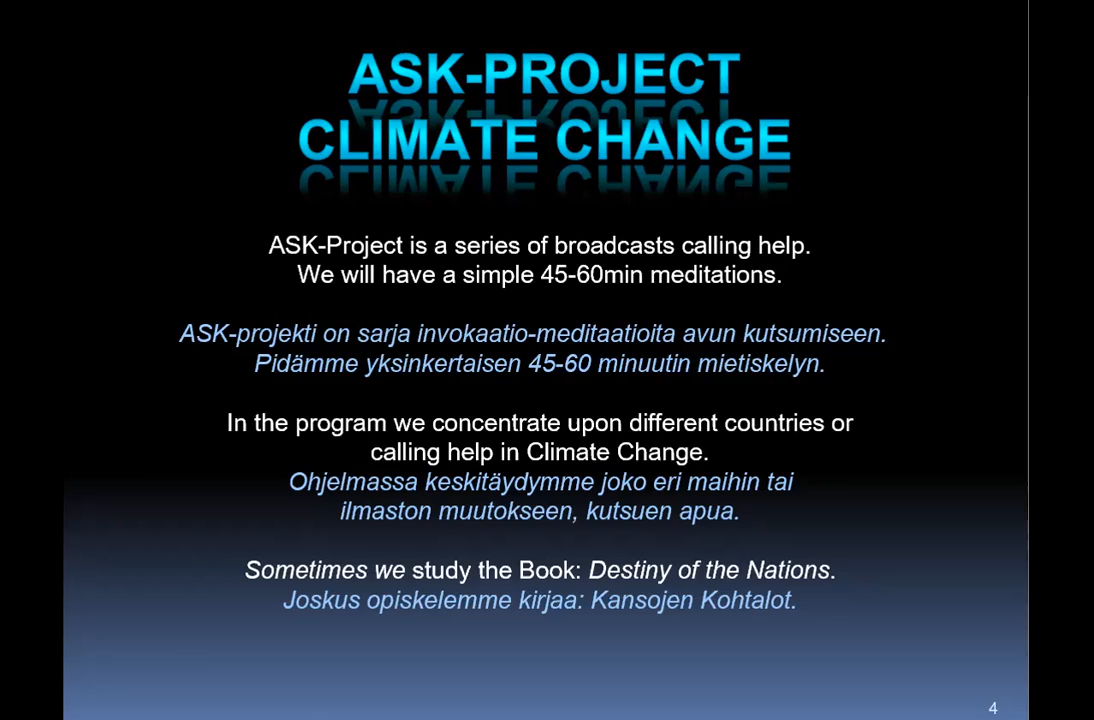 ASK-PROJECT
CLIMATE CHANGE
ASK-Project is a series of broadcasts calling help.
We will have a simple 45-60min meditations.
ASK-projekti on sarja invokaatio-meditaatioita avun kutsumiseen.
Pidämme yksinkertaisen 45-60 minuutin mietiskelyn.
In the program we concentrate upon different countries or
calling help in Climate Change.
Ohjelmassa keskitäydymme joko eri maihin tai
ilmaston muutokseen, kutsuen apua.
Sometimes we study the Book: Destiny of the Nations.
Joskus opiskelemme kirjaa: Kansojen Kohtalot.
4